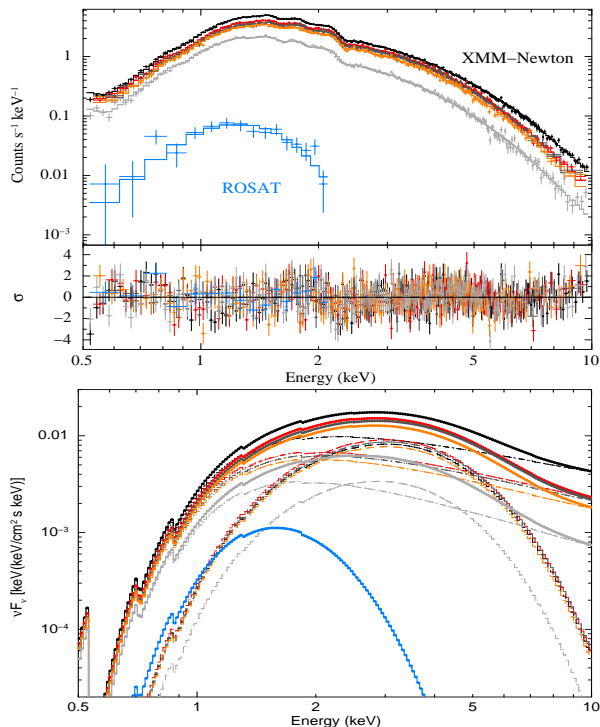 XMM−Newton
ROSAT
Counts s⁻¹ keV⁻¹
1
0.1
0.01
10⁻³
σ
4
2
0
−2
−4
0.5 1 2 5 10
Energy (keV)
νFᵥ [keV/keV/cm² s keV)]
0.01
10⁻³
10⁻⁴
0.5 1 2 5 10
Energy (keV)